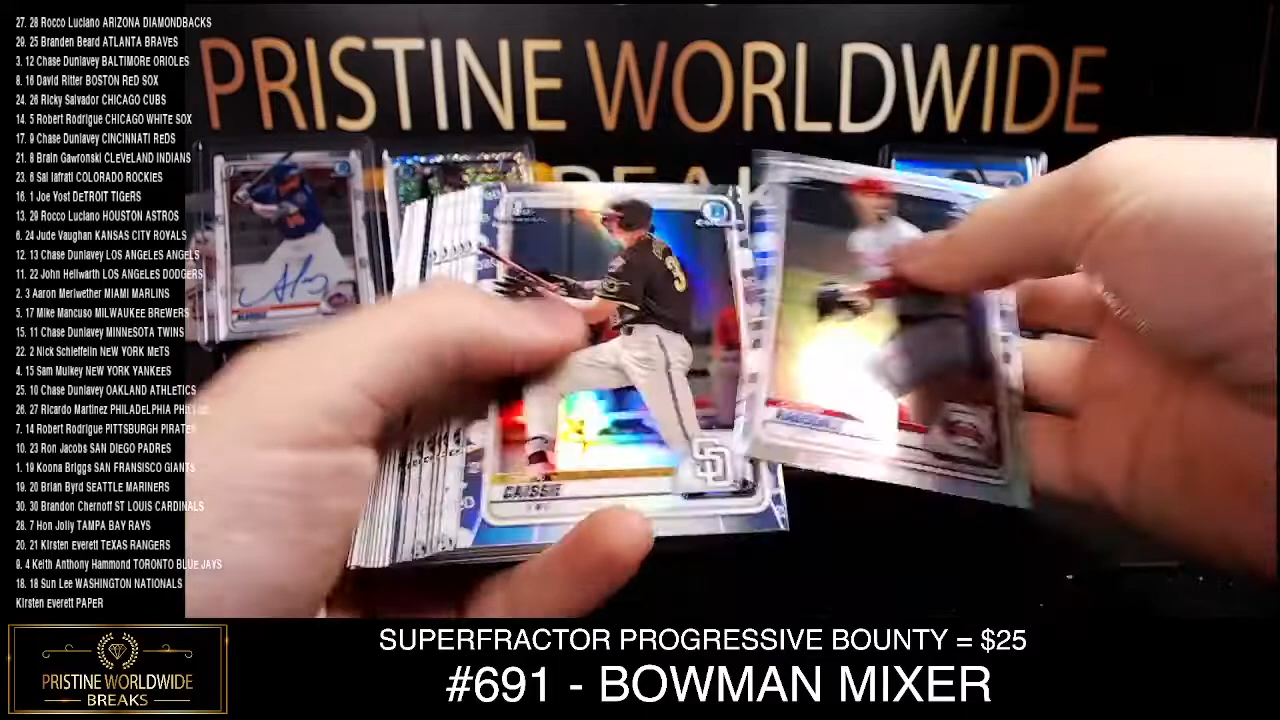 27. 28 Rocco Luciano ARIZONA DIAMONDBACKS
29. 25 Branden Beard ATLANTA BRAVES
3. 12 Chase Dunlavey BALTIMORE ORIOLES
8. 16 David Ritter BOSTON RED SOX
24. 26 Ricky Salvador CHICAGO CUBS
14. 5 Robert Rodrigue CHICAGO WHITE SOX
17. 9 Chase Dunlavey CINCINNATI REDS
21. 8 Brain Gawronski CLEVELAND INDIANS
23. 6 Sal Iafrati COLORADO ROCKIES
16. 1 Joe Yost DETROIT TIGERS
13. 29 Rocco Luciano HOUSTON ASTROS
6. 24 Jude Vaughan KANSAS CITY ROYALS
12. 13 Chase Dunlavey LOS ANGELES ANGELS
11. 22 John Hellwarth LOS ANGELES DODGERS
2. 3 Aaron Meriwether MIAMI MARLINS
5. 17 Mike Mancuso MILWAUKEE BREWERS
15. 11 Chase Dunlavey MINNESOTA TWINS
22. 2 Nick Schieffelin NEW YORK METS
4. 15 Sam Mulkey NEW YORK YANKEES
25. 10 Chase Dunlavey OAKLAND ATHLETICS
26. 27 Ricardo Martinez PHILADELPHIA
7. 14 Robert Rodrigue PITTSBURGH PIRATES
10. 23 Ron Jacobs SAN DIEGO PADRES
1. 19 Koona Briggs SAN FRANSISCO GIANTS
19. 20 Brian Byrd SEATTLE MARINERS
30. 30 Brandon Chernoff ST LOUIS CARDINALS
28. 7 Hon Jolly TAMPA BAY RAYS
20. 21 Kirsten Everett TEXAS RANGERS
9. 4 Keith Anthony Hammond TORONTO BLUE JAYS
18. 18 Sun Lee WASHINGTON NATIONALS
Kirsten Everett PAPER
PRISTINE WORLDWIDE
BREAK
3
CAISSIE
SD
PRISTINE WORLDWIDE
BREAKS
SUPERFRACTOR PROGRESSIVE BOUNTY = $25
#691 - BOWMAN MIXER